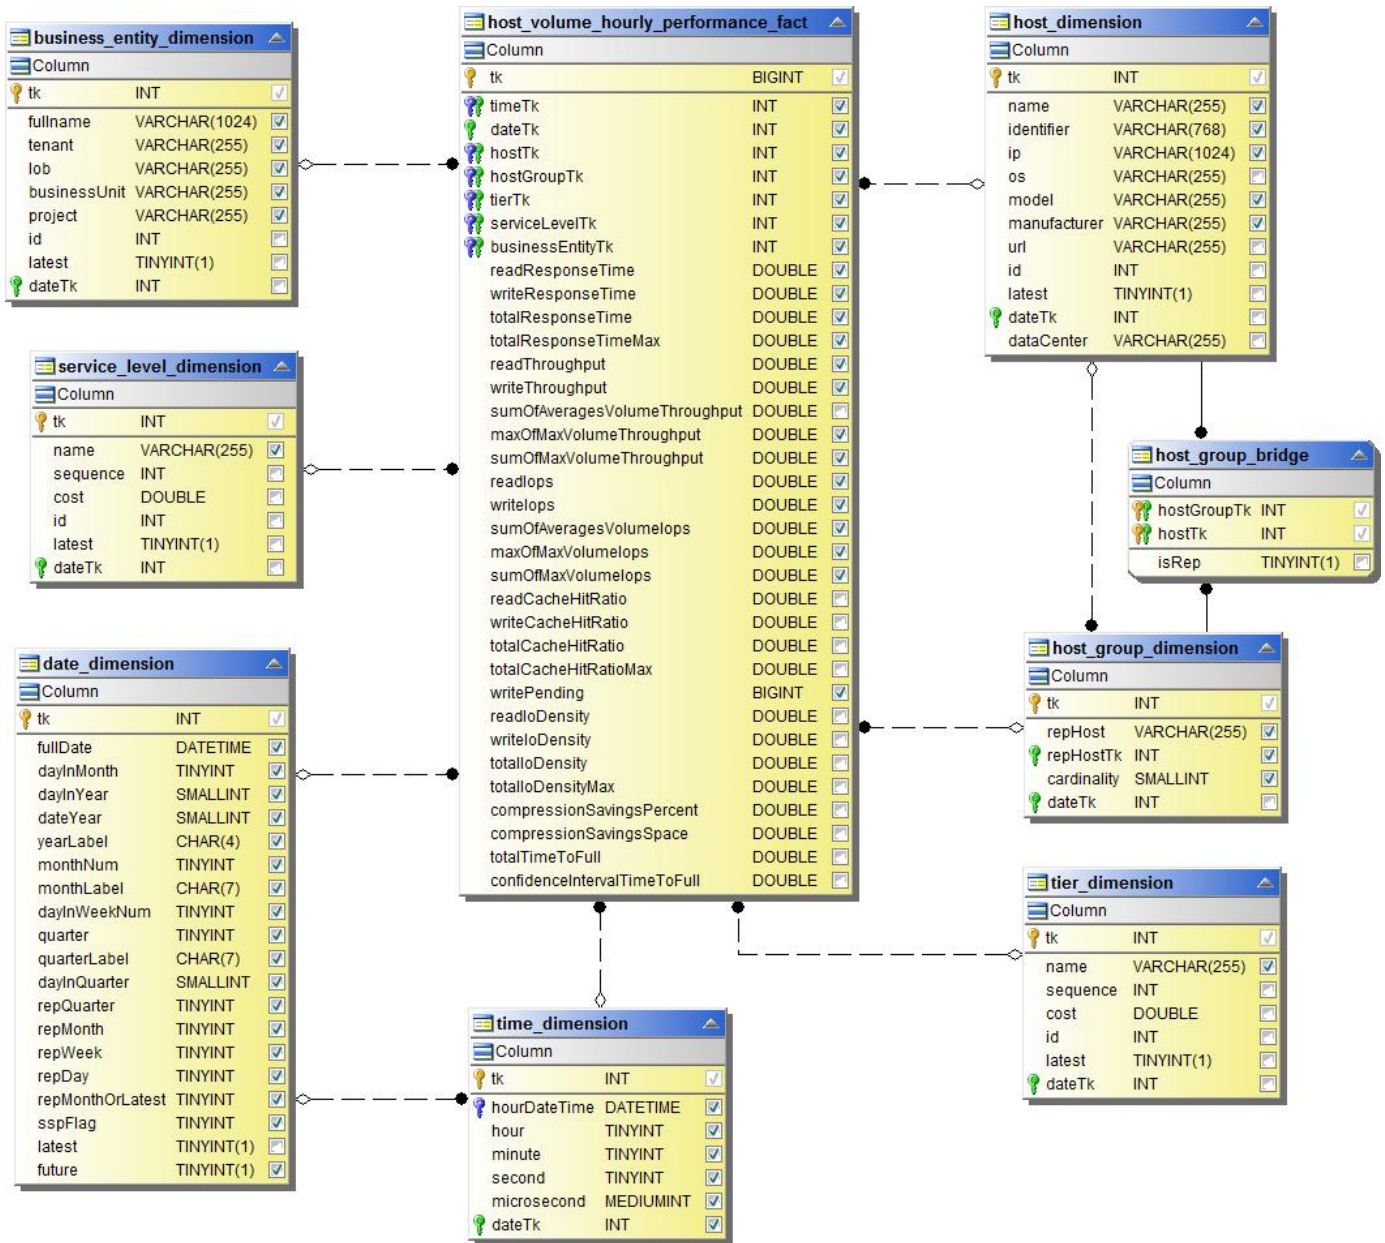 business_entity_dimension
Column
tk INT
fullname VARCHAR(1024)
tenant VARCHAR(255)
lob VARCHAR(255)
businessUnit VARCHAR(255)
project VARCHAR(255)
id INT
latest TINYINT(1)
dateTk INT
service_level_dimension
Column
tk INT
name VARCHAR(255)
sequence INT
cost DOUBLE
id INT
latest TINYINT(1)
dateTk INT
date_dimension
Column
tk INT
fullDate DATETIME
dayInMonth TINYINT
dayInYear SMALLINT
dateYear SMALLINT
yearLabel CHAR(4)
monthNum TINYINT
monthLabel CHAR(7)
dayInWeekNum TINYINT
quarter TINYINT
quarterLabel CHAR(7)
dayInQuarter SMALLINT
repQuarter TINYINT
repMonth TINYINT
repWeek TINYINT
repDay TINYINT
repMonthOrLatest TINYINT
sspFlag TINYINT
latest TINYINT(1)
future TINYINT(1)
host_volume_hourly_performance_fact
Column
tk BIGINT
timeTk INT
dateTk INT
hostTk INT
hostGroupTk INT
tierTk INT
serviceLevelTk INT
businessEntityTk INT
readResponseTime DOUBLE
writeResponseTime DOUBLE
totalResponseTime DOUBLE
totalResponseTimeMax DOUBLE
readThroughput DOUBLE
writeThroughput DOUBLE
sumOfAveragesVolumeThroughput DOUBLE
maxOfMaxVolumeThroughput DOUBLE
sumOfMaxVolumeThroughput DOUBLE
readIops DOUBLE
writeIops DOUBLE
sumOfAveragesVolumeIops DOUBLE
maxOfMaxVolumeIops DOUBLE
sumOfMaxVolumeIops DOUBLE
readCacheHitRatio DOUBLE
writeCacheHitRatio DOUBLE
totalCacheHitRatio DOUBLE
totalCacheHitRatioMax DOUBLE
writePending BIGINT
readIoDensity DOUBLE
writeIoDensity DOUBLE
totalIoDensity DOUBLE
totalIoDensityMax DOUBLE
compressionSavingsPercent DOUBLE
compressionSavingsSpace DOUBLE
totalTimeToFull DOUBLE
confidenceIntervalTimeToFull DOUBLE
time_dimension
Column
tk INT
hourDateTime DATETIME
hour TINYINT
minute TINYINT
second TINYINT
microsecond MEDIUMINT
dateTk INT
host_dimension
Column
tk INT
name VARCHAR(255)
identifier VARCHAR(768)
ip VARCHAR(1024)
os VARCHAR(255)
model VARCHAR(255)
manufacturer VARCHAR(255)
url VARCHAR(255)
id INT
latest TINYINT(1)
dateTk INT
dataCenter VARCHAR(255)
host_group_bridge
Column
hostGroupTk INT
hostTk INT
isRep TINYINT(1)
host_group_dimension
Column
tk INT
repHost VARCHAR(255)
repHostTk INT
cardinality SMALLINT
dateTk INT
tier_dimension
Column
tk INT
name VARCHAR(255)
sequence INT
cost DOUBLE
id INT
latest TINYINT(1)
dateTk INT